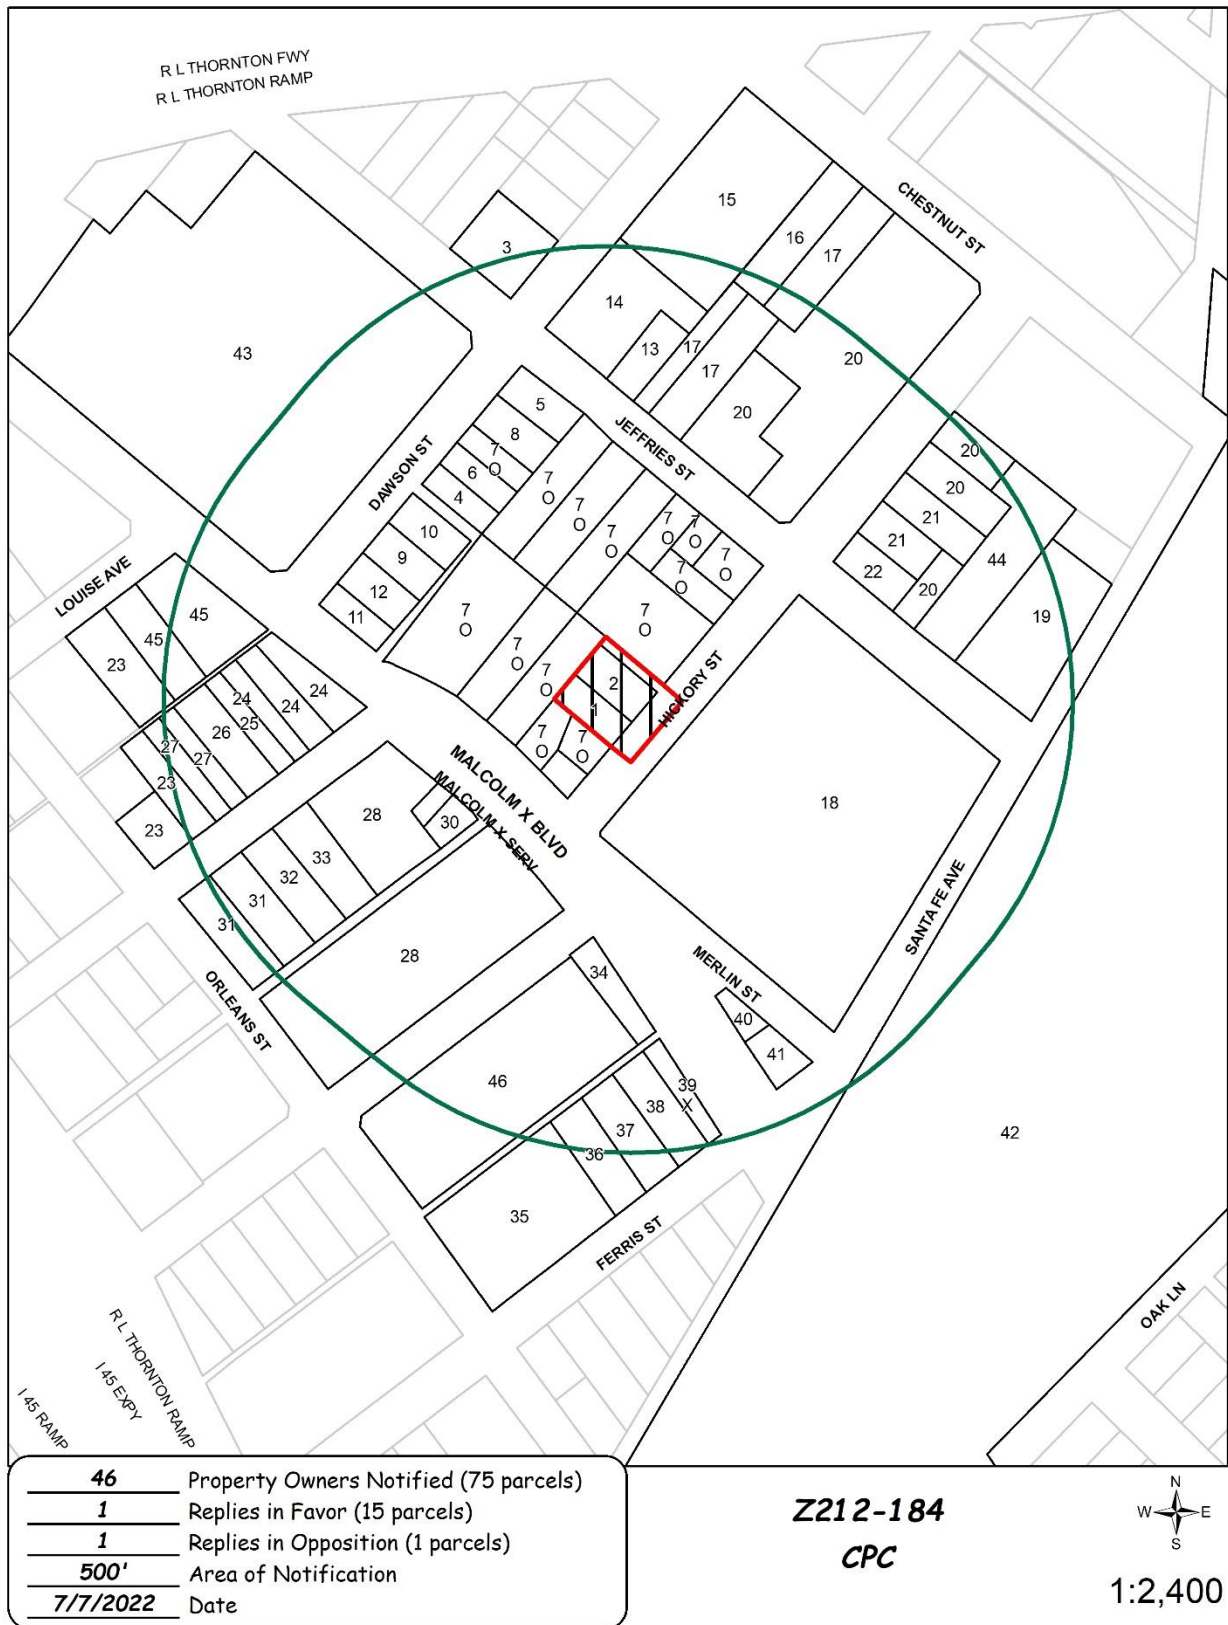 R L THORNTON FWY
R L THORNTON RAMP
CHESTNUT ST
15
16
17
3
14
43
13
17
17
20
20
5
JEFFRIES ST
8
7
O
DAWSON ST
6
4
7
O
7
O
7
O
20
20
21
21
22
20
44
19
10
9
12
11
7
O
7
O
7
O
7
O
LOUISE AVE
45
45
23
7
O
7
O
7
O
7
O
2
1
HICKORY ST
7
O
7
O
24
24
24
25
26
27
27
23
23
MALCOLM X BLVD
MALCOLM X SERV
28
30
18
33
32
31
31
28
SANTA FE AVE
ORLEANS ST
34
MERLIN ST
40
41
46
39
X
38
37
36
35
42
FERRIS ST
OAK LN
R L THORNTON RAMP
I 45 EXPY
I 45 RAMP
46 Property Owners Notified (75 parcels)
1 Replies in Favor (15 parcels)
1 Replies in Opposition (1 parcels)
500' Area of Notification
7/7/2022 Date
Z212-184
CPC
N
W E
S
1:2,400